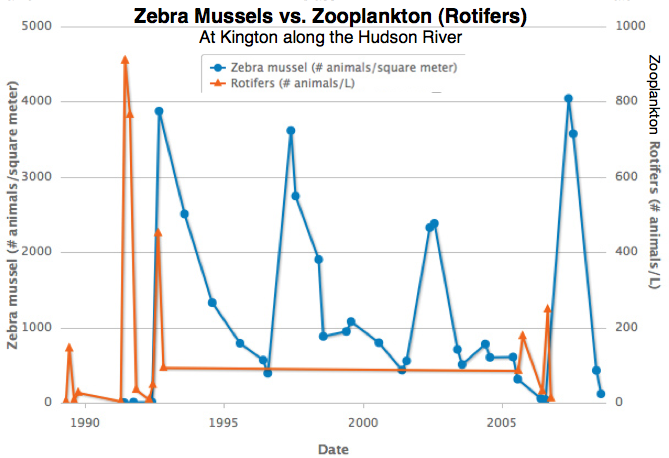 Zebra Mussels vs. Zooplankton (Rotifers)
At Kington along the Hudson River
Zebra mussel (# animals/square meter)
Rotifers (# animals/L)
5000
4000
3000
2000
1000
0
1000
800
600
400
200
0
Zebra mussel (# animals/square meter)
Zooplankton Rotifers (# animals/L)
1990
1995
2000
2005
Date